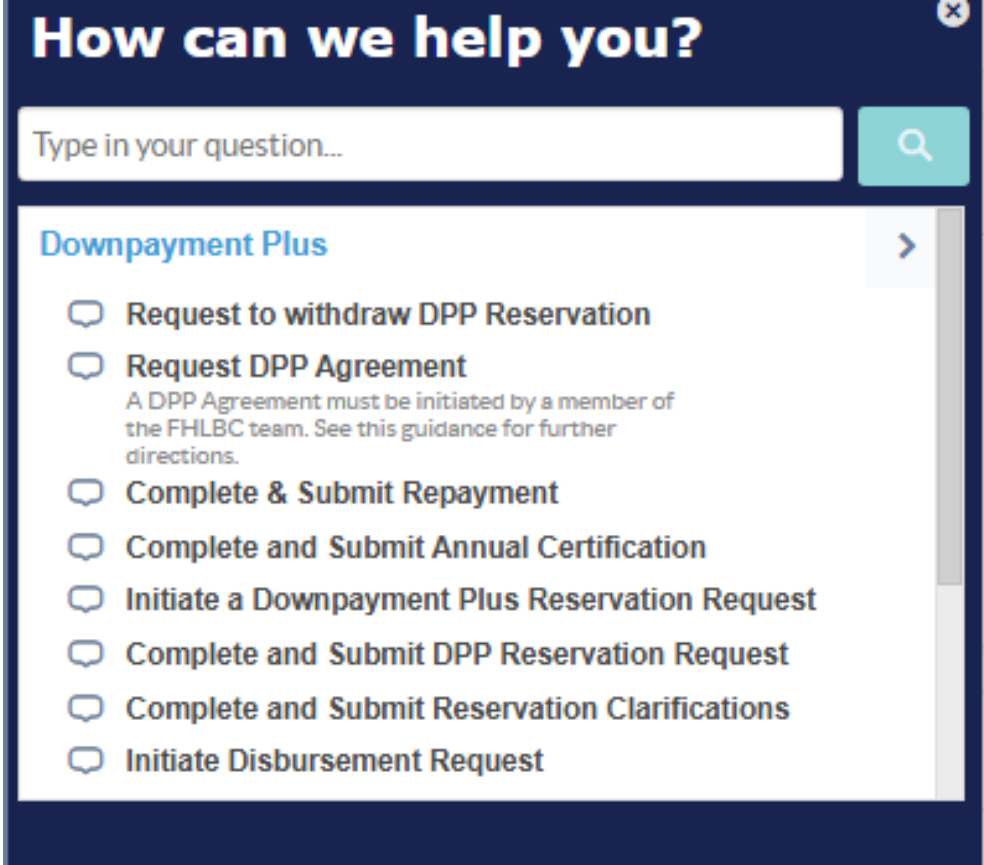 How can we help you?
Type in your question...
Downpayment Plus
Request to withdraw DPP Reservation
Request DPP Agreement
A DPP Agreement must be initiated by a member of
the FHLBC team. See this guidance for further
directions.
Complete & Submit Repayment
Complete and Submit Annual Certification
Initiate a Downpayment Plus Reservation Request
Complete and Submit DPP Reservation Request
Complete and Submit Reservation Clarifications
Initiate Disbursement Request